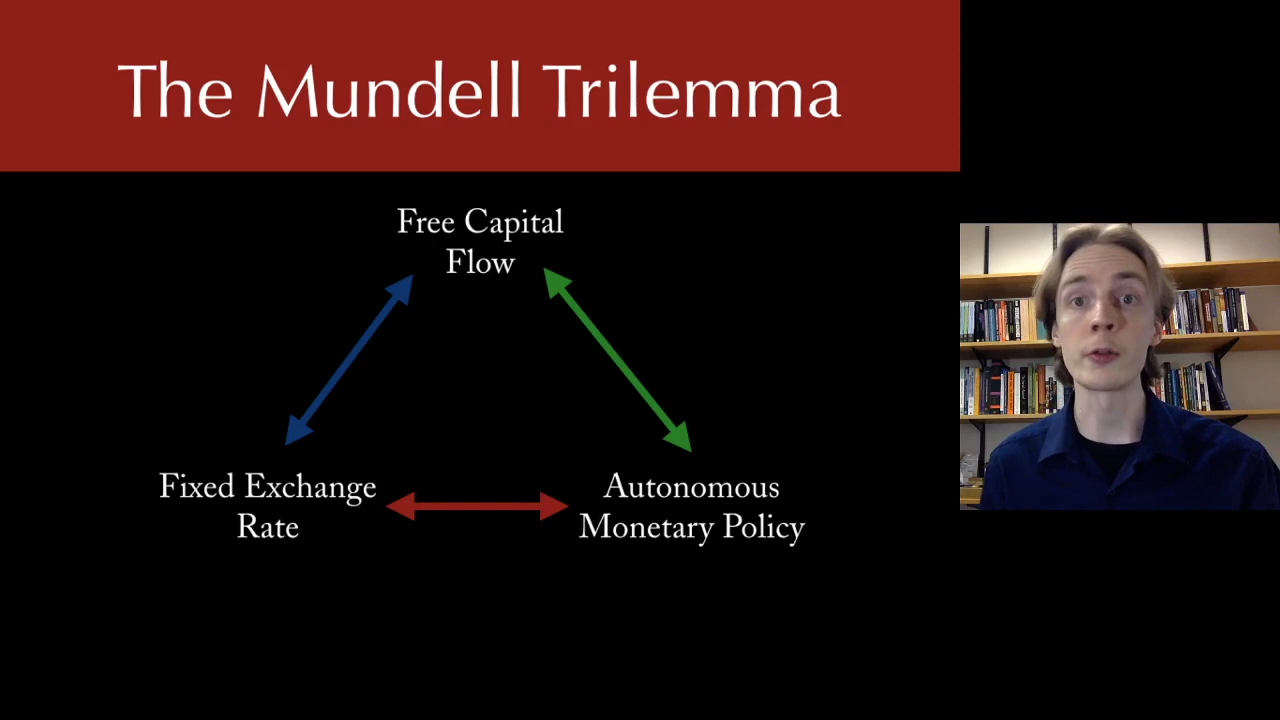 The Mundell Trilemma
Free Capital
Flow
Fixed Exchange
Rate
Autonomous
Monetary Policy